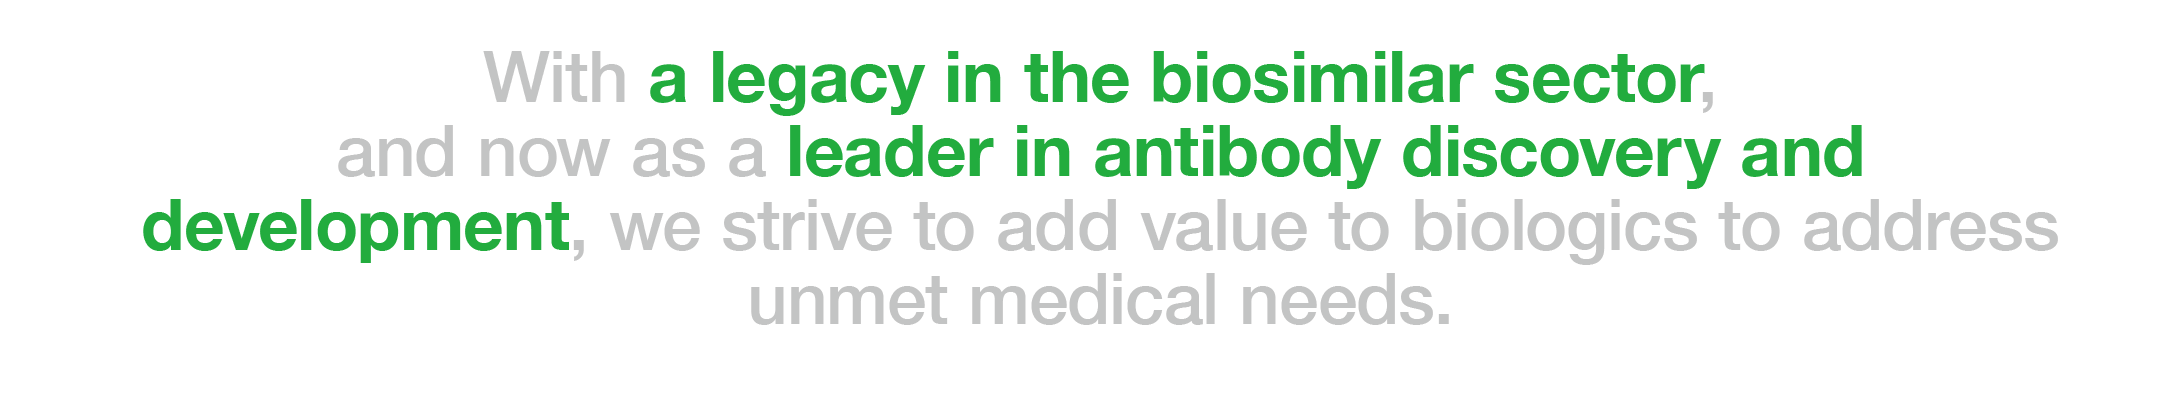 With a legacy in the biosimilar sector,
and now as a leader in antibody discovery and
development, we strive to add value to biologics to address
unmet medical needs.